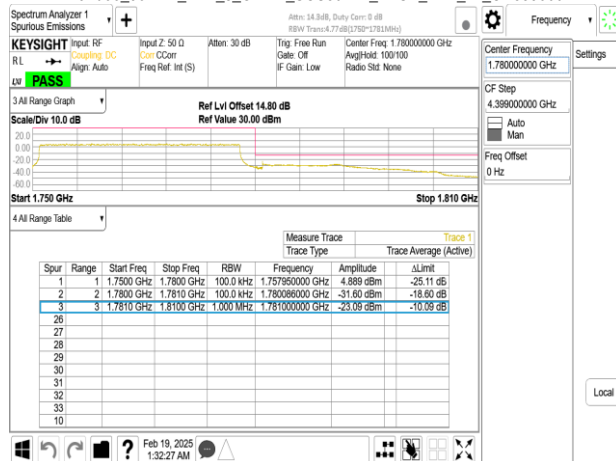 Spectrum Analyzer 1
Spurious Emissions
Attn: 14.3dB, Duty Cerr: 0 dB
RBW Trans:4.77dB(1750~1781MHz)
Frequency
KEYSIGHT
Input: RF
Input Z: 50 Ω
Atten: 30 dB
Trig: Free Run
Center Freq: 1.780000000 GHz
RL
Coupling: DC
Corr CCorr
Gate: Off
Avg|Hold: 100/100
Align: Auto
Freq Ref: Int (S)
IF Gain: Low
Radio Std: None
LXI
PASS
Center Frequency
1.780000000 GHz
Settings
CF Step
4.399000000 GHz
Auto
Man
Freq Offset
0 Hz
3 All Range Graph
Ref Lvl Offset 14.80 dB
Scale/Div 10.0 dB
Ref Value 30.00 dBm
20.0
0.00
-20.0
-40.0
-60.0
Start 1.750 GHz
Stop 1.810 GHz
4 All Range Table
Measure Trace Trace 1
Trace Type Trace Average (Active)
Spur Range Start Freq Stop Freq RBW Frequency Amplitude ΔLimit
1 1 1.7500 GHz 1.7800 GHz 100.0 kHz 1.757950000 GHz 4.889 dBm -25.11 dB
2 2 1.7800 GHz 1.7810 GHz 100.0 kHz 1.780086000 GHz -31.60 dBm -18.60 dB
3 3 1.7810 GHz 1.8100 GHz 1.000 MHz 1.781000000 GHz -23.09 dBm -10.09 dB
26
27
28
29
30
31
32
33
10
Local
Feb 19, 2025
1:32:27 AM